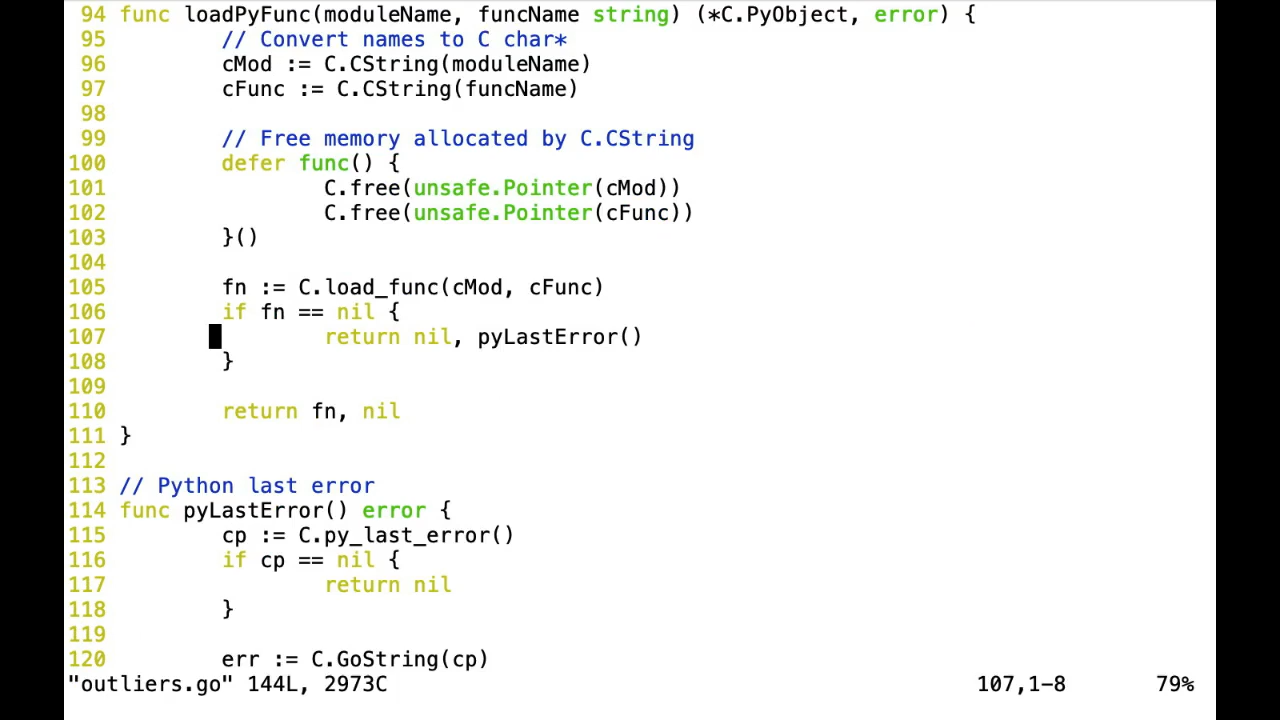 94 func loadPyFunc(moduleName, funcName string) (*C.PyObject, error) {
95         // Convert names to C char*
96         cMod := C.CString(moduleName)
97         cFunc := C.CString(funcName)
98
99         // Free memory allocated by C.CString
100         defer func() {
101                 C.free(unsafe.Pointer(cMod))
102                 C.free(unsafe.Pointer(cFunc))
103         }()
104
105         fn := C.load_func(cMod, cFunc)
106         if fn == nil {
107                 return nil, pyLastError()
108         }
109
110         return fn, nil
111 }
112
113 // Python last error
114 func pyLastError() error {
115         cp := C.py_last_error()
116         if cp == nil {
117                 return nil
118         }
119
120         err := C.GoString(cp)
"outliers.go" 144L, 2973C 107,1-8 79%